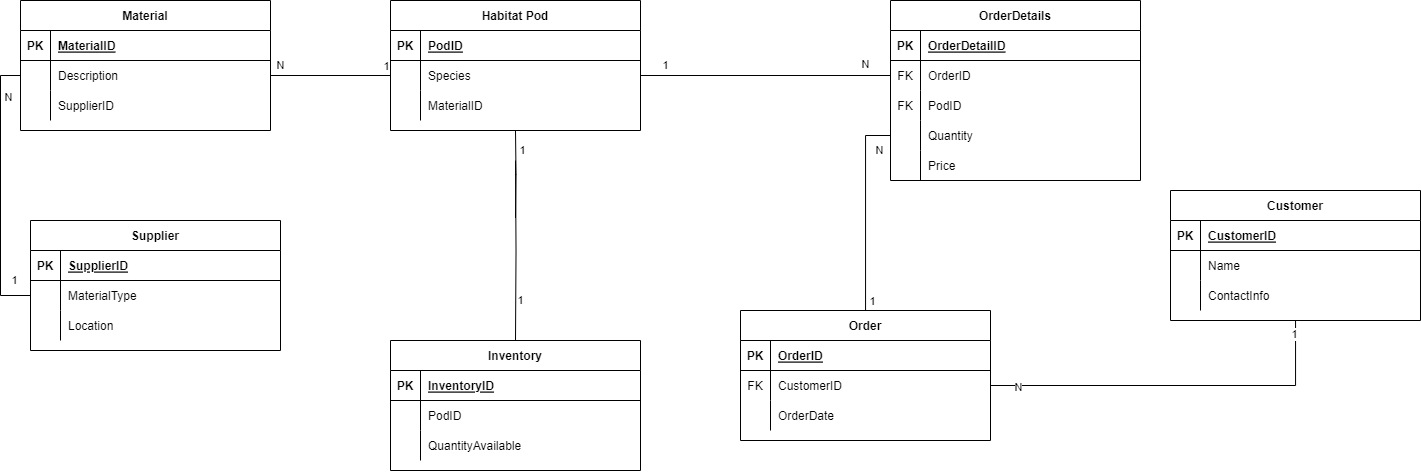 Material
PK MaterialID
Description
SupplierID
N
1
N
1
Habitat Pod
PK PodID
Species
MaterialID
1
N
1
1
OrderDetails
PK OrderDetailID
FK OrderID
FK PodID
Quantity
Price
N
1
Supplier
PK SupplierID
MaterialType
Location
Inventory
PK InventoryID
PodID
QuantityAvailable
Order
PK OrderID
FK CustomerID
OrderDate
N
1
Customer
PK CustomerID
Name
ContactInfo